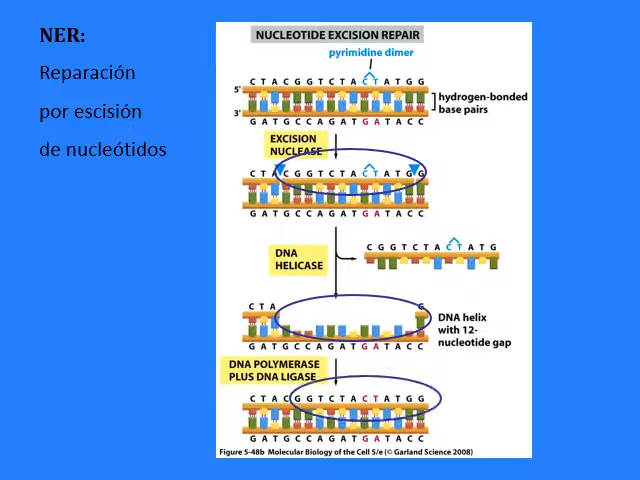 NER:
Reparación
por escisión
de nucleótidos
NUCLEOTIDE EXCISION REPAIR
pyrimidine dimer
C T A C G G T C T A C T A T G G
5'
hydrogen-bonded
base pairs
3'
G A T G C C A G A T G A T A C C
EXCISION
NUCLEASE
C T A C G G T C T A C T A T G G
G A T G C C A G A T G A T A C C
C G G T C T A C T A T G
DNA
HELICASE
C T A G
DNA helix
with 12-
nucleotide gap
G A T G C C A G A T G A T A C C
DNA POLYMERASE
PLUS DNA LIGASE
C T A C G G T C T A C T A T G G
G A T G C C A G A T G A T A C C
Figure 5-48b Molecular Biology of the Cell 5/e (© Garland Science 2008)